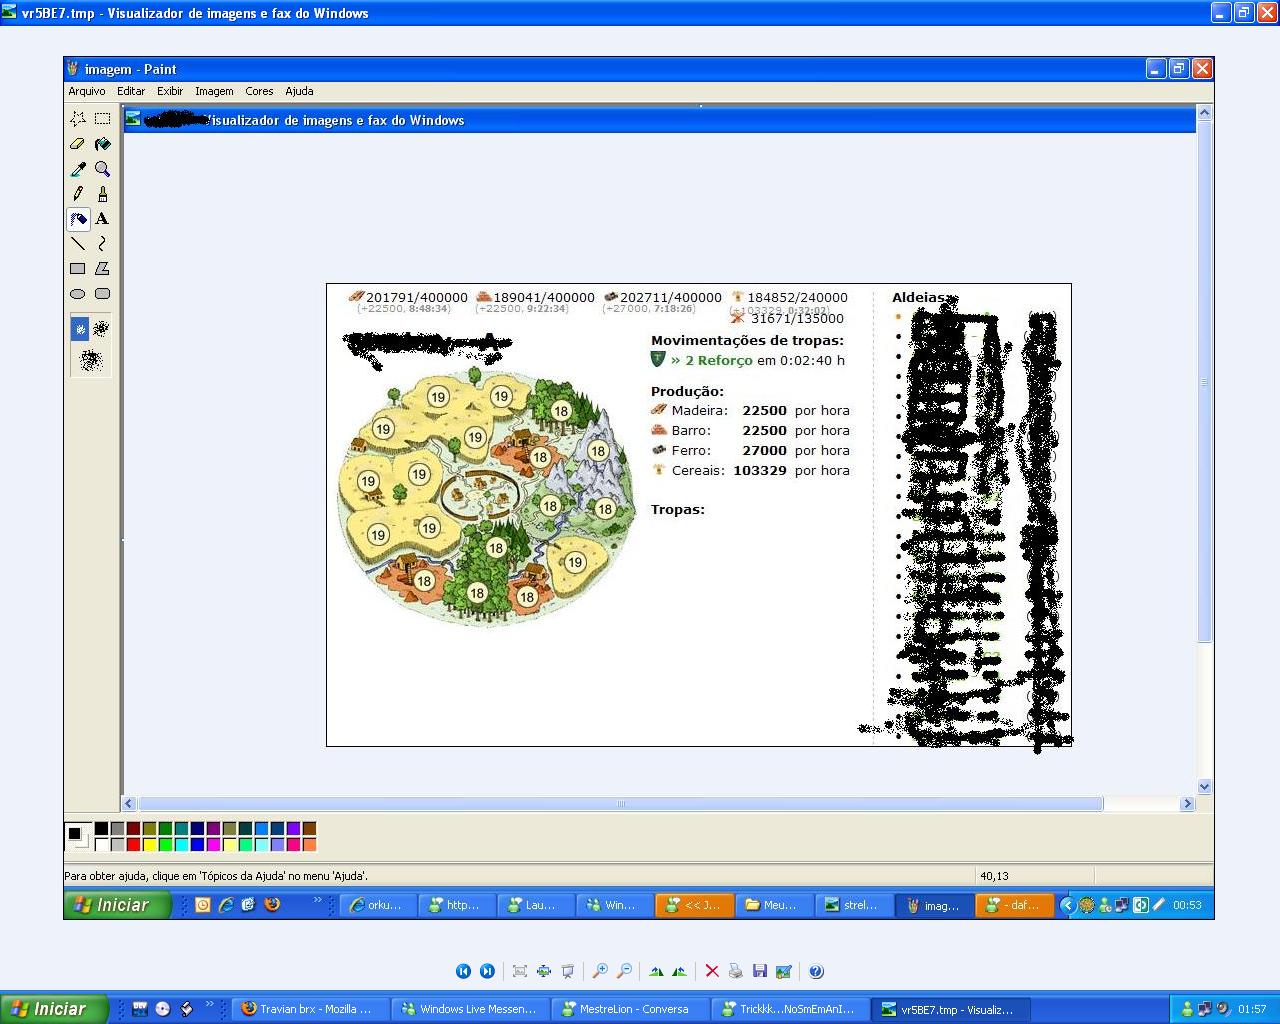 vr5BE7.tmp - Visualizador de imagens e fax do Windows
imagem - Paint
Arquivo Editar Exibir Imagem Cores Ajuda
isualizador de imagens e fax do Windows
201791/400000 189041/400000 202711/400000 184852/240000
(+22500, 8:48:34) (+22500, 9:22:34) (+27000, 7:18:26) (+103329, 0:32:02)
31671/135000
Aldeias:
Movimentações de tropas:
» 2 Reforço em 0:02:40 h
Produção:
Madeira: 22500 por hora
Barro: 22500 por hora
Ferro: 27000 por hora
Cereais: 103329 por hora
Tropas:
19 19 18
19 19 18 18
19 19 18 18
19 19 18 19
18 18 18
Para obter ajuda, clique em 'Tópicos da Ajuda' no menu 'Ajuda'.
40,13
Iniciar orku... http... Lau... Win... << J... Meu... strel... imag... - daf... 00:53
Iniciar Travian brx - Mozilla ... Windows Live Messen... MestreLion - Conversa Trickkk...NoSmEmAnI... vr5BE7.tmp - Visualiz... 01:57